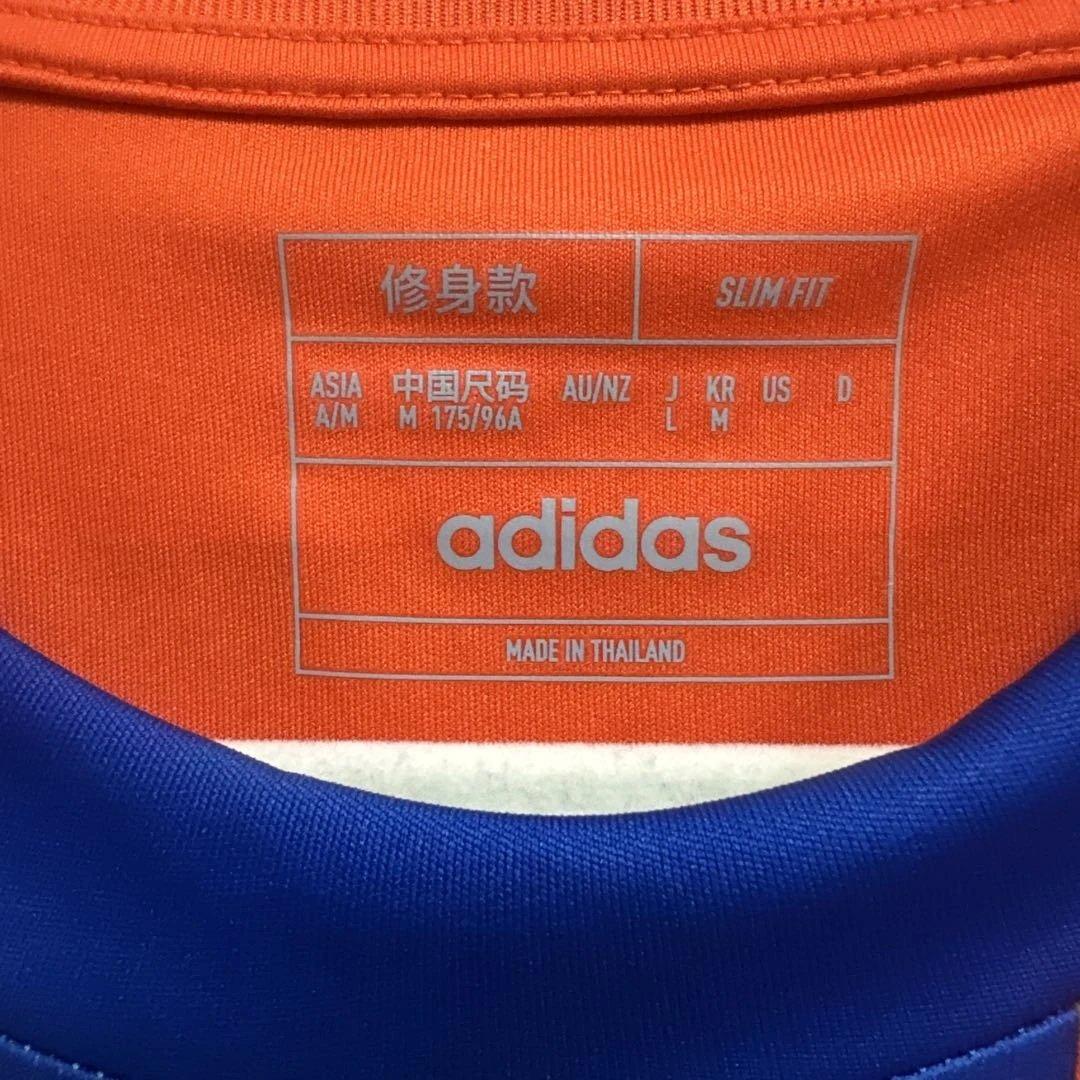 修身款 SLIM FIT
ASIA 中国尺码 AU/NZ J KR US D
A/M M 175/96A L M
adidas
MADE IN THAILAND